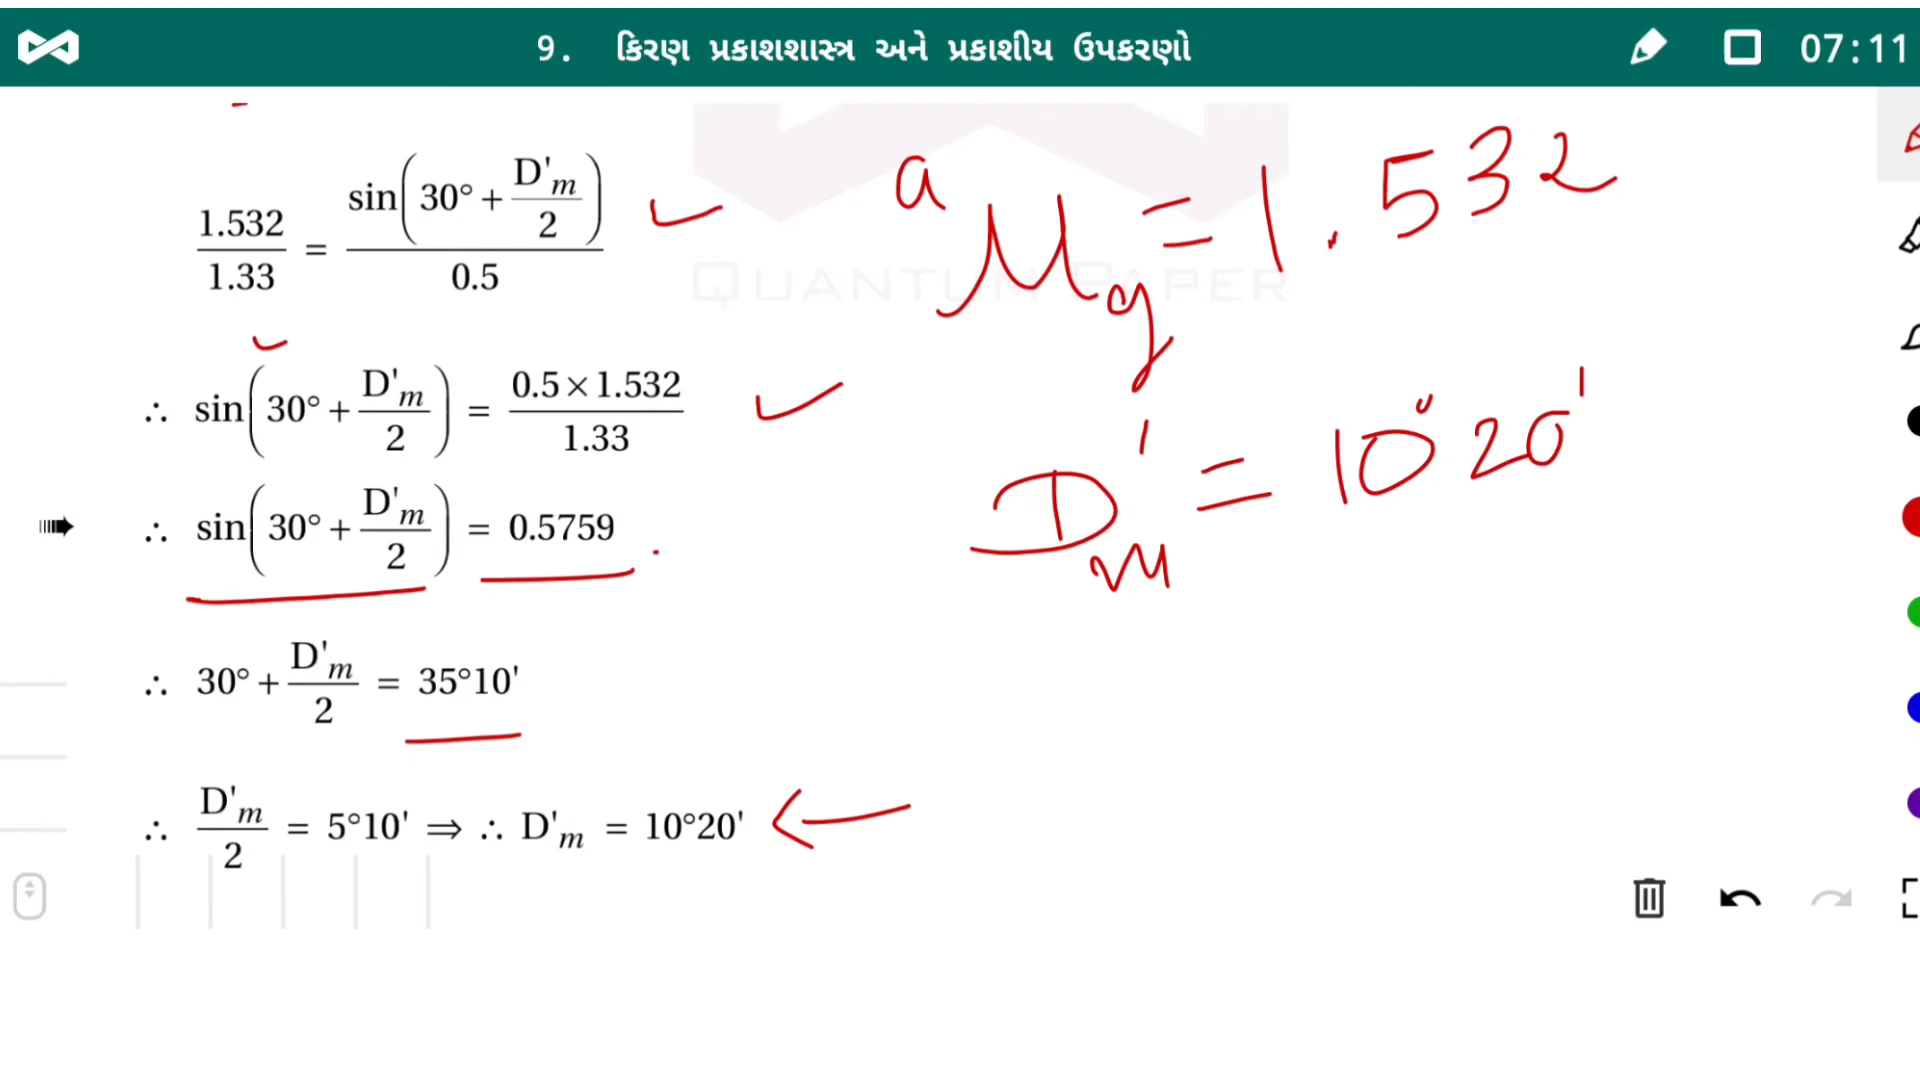 9. કિરણ પ્રકાશશાસ્ત્ર અને પ્રકાશીય ઉપકરણો 07:11
1.532/1.33 = sin(30° + D'm/2)/0.5
∴ sin(30° + D'm/2) = 0.5 × 1.532/1.33
∴ sin(30° + D'm/2) = 0.5759
∴ 30° + D'm/2 = 35°10'
∴ D'm/2 = 5°10' ⇒ ∴ D'm = 10°20'
QUANTUM PAPER
aμg = 1.532
D'm = 10°20'